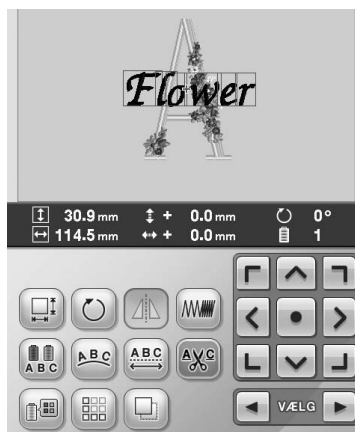 A
Flower
30.9 mm + 0.0 mm 0°
114.5 mm + 0.0 mm 1
ABC ABC ABC ABC
VÆLG